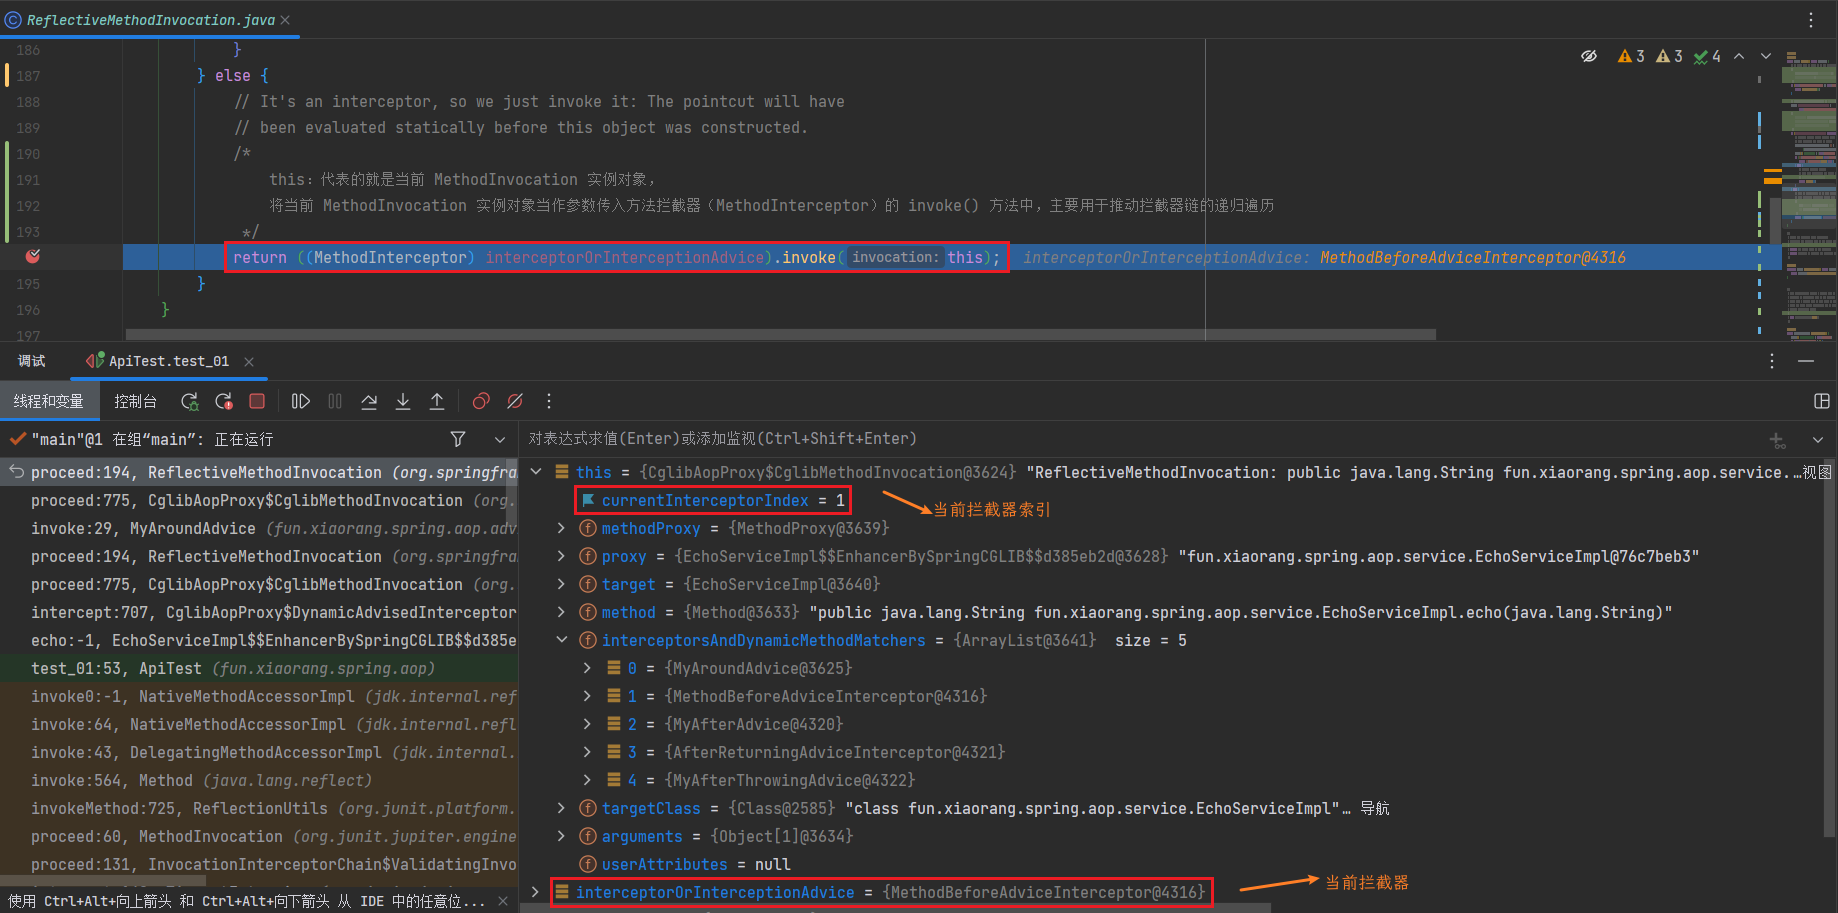 ReflectiveMethodInvocation.java
186 }
187 } else {
3 3 4
188 // It's an interceptor, so we just invoke it: The pointcut will have
189 // been evaluated statically before this object was constructed.
190 /*
191 this：代表的就是当前 MethodInvocation 实例对象，
192 将当前 MethodInvocation 实例对象当作参数传入方法拦截器（MethodInterceptor）的 invoke() 方法中，主要用于推动拦截器链的递归遍历
193 */
return ((MethodInterceptor) interceptorOrInterceptionAdvice).invoke( invocation: this); interceptorOrInterceptionAdvice: MethodBeforeAdviceInterceptor@4316
195 }
196 }
197
调试 ApiTest.test_01
线程和变量 控制台
"main"@1 在组“main”: 正在运行
proceed:194, ReflectiveMethodInvocation (org.springfra
proceed:775, CglibAopProxy$CglibMethodInvocation (org.
invoke:29, MyAroundAdvice (fun.xiaorang.spring.aop.adv
proceed:194, ReflectiveMethodInvocation (org.springfra
proceed:775, CglibAopProxy$CglibMethodInvocation (org.
intercept:707, CglibAopProxy$DynamicAdvisedInterceptor
echo:-1, EchoServiceImpl$$EnhancerBySpringCGLIB$$d385e
test_01:53, ApiTest (fun.xiaorang.spring.aop)
invoke0:-1, NativeMethodAccessorImpl (jdk.internal.ref
invoke:64, NativeMethodAccessorImpl (jdk.internal.refl
invoke:43, DelegatingMethodAccessorImpl (jdk.internal.
invoke:564, Method (java.lang.reflect)
invokeMethod:725, ReflectionUtils (org.junit.platform.
proceed:60, MethodInvocation (org.junit.jupiter.engine
proceed:131, InvocationInterceptorChain$ValidatingInvo
使用 Ctrl+Alt+向上箭头 和 Ctrl+Alt+向下箭头 从 IDE 中的任意位...
对表达式求值(Enter)或添加监视(Ctrl+Shift+Enter)
this = {CglibAopProxy$CglibMethodInvocation@3624} "ReflectiveMethodInvocation: public java.lang.String fun.xiaorang.spring.aop.service.…视图
currentInterceptorIndex = 1
当前拦截器索引
methodProxy = {MethodProxy@3639}
proxy = {EchoServiceImpl$$EnhancerBySpringCGLIB$$d385eb2d@3628} "fun.xiaorang.spring.aop.service.EchoServiceImpl@76c7beb3"
target = {EchoServiceImpl@3640}
method = {Method@3633} "public java.lang.String fun.xiaorang.spring.aop.service.EchoServiceImpl.echo(java.lang.String)"
interceptorsAndDynamicMethodMatchers = {ArrayList@3641} size = 5
0 = {MyAroundAdvice@3625}
1 = {MethodBeforeAdviceInterceptor@4316}
2 = {MyAfterAdvice@4320}
3 = {AfterReturningAdviceInterceptor@4321}
4 = {MyAfterThrowingAdvice@4322}
targetClass = {Class@2585} "class fun.xiaorang.spring.aop.service.EchoServiceImpl"… 导航
arguments = {Object[1]@3634}
userAttributes = null
interceptorOrInterceptionAdvice = {MethodBeforeAdviceInterceptor@4316}
当前拦截器